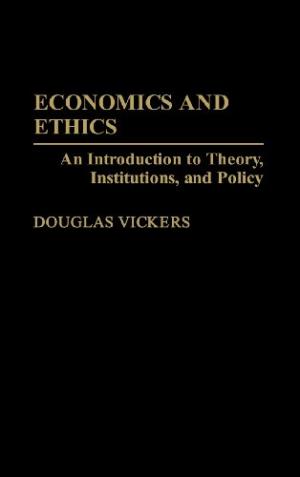 ECONOMICS AND
ETHICS
An Introduction to Theory,
Institutions, and Policy
DOUGLAS VICKERS